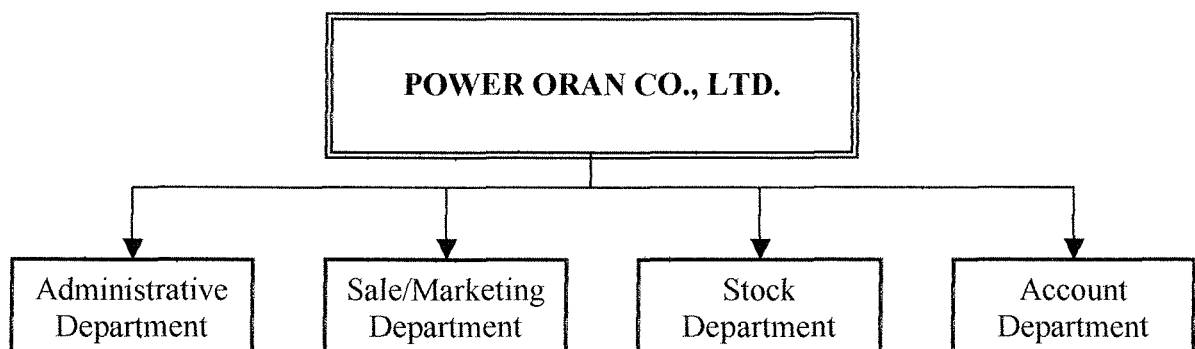 POWER ORAN CO., LTD.
Administrative
Department
Sale/Marketing
Department
Stock
Department
Account
Department